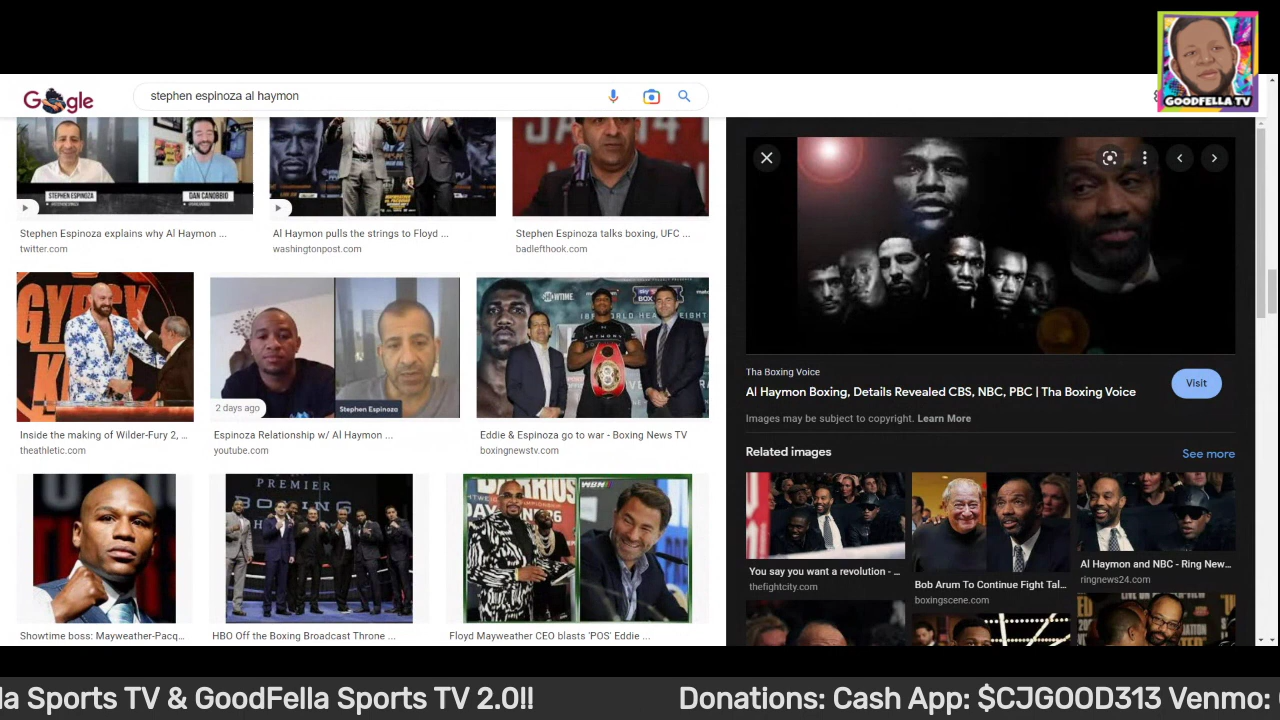 GOODFELLA TV
Google
stephen espinoza al haymon
STEPHEN ESPINOZA
DAN CANOBBIO
Stephen Espinoza explains why Al Haymon ...
twitter.com
Al Haymon pulls the strings to Floyd ...
washingtonpost.com
Stephen Espinoza talks boxing, UFC ...
badlefthook.com
GYPSY
2 days ago
Stephen Espinoza
SHOWTIME
sky
BOX
Inside the making of Wilder-Fury 2, ...
theathletic.com
Espinoza Relationship w/ Al Haymon ...
youtube.com
Eddie & Espinoza go to war - Boxing News TV
boxingnewstv.com
PREMIER
BOXING
BARRIOS
WBN
Showtime boss: Mayweather-Pacq...
HBO Off the Boxing Broadcast Throne ...
Floyd Mayweather CEO blasts 'POS' Eddie ...
Tha Boxing Voice
Al Haymon Boxing, Details Revealed CBS, NBC, PBC | Tha Boxing Voice
Visit
Images may be subject to copyright. Learn More
Related images
See more
You say you want a revolution - ...
thefightcity.com
Bob Arum To Continue Fight Tal...
boxingscene.com
Al Haymon and NBC - Ring New...
ringnews24.com
la Sports TV & GoodFella Sports TV 2.0!!
Donations: Cash App: $CJGOOD313 Venmo: